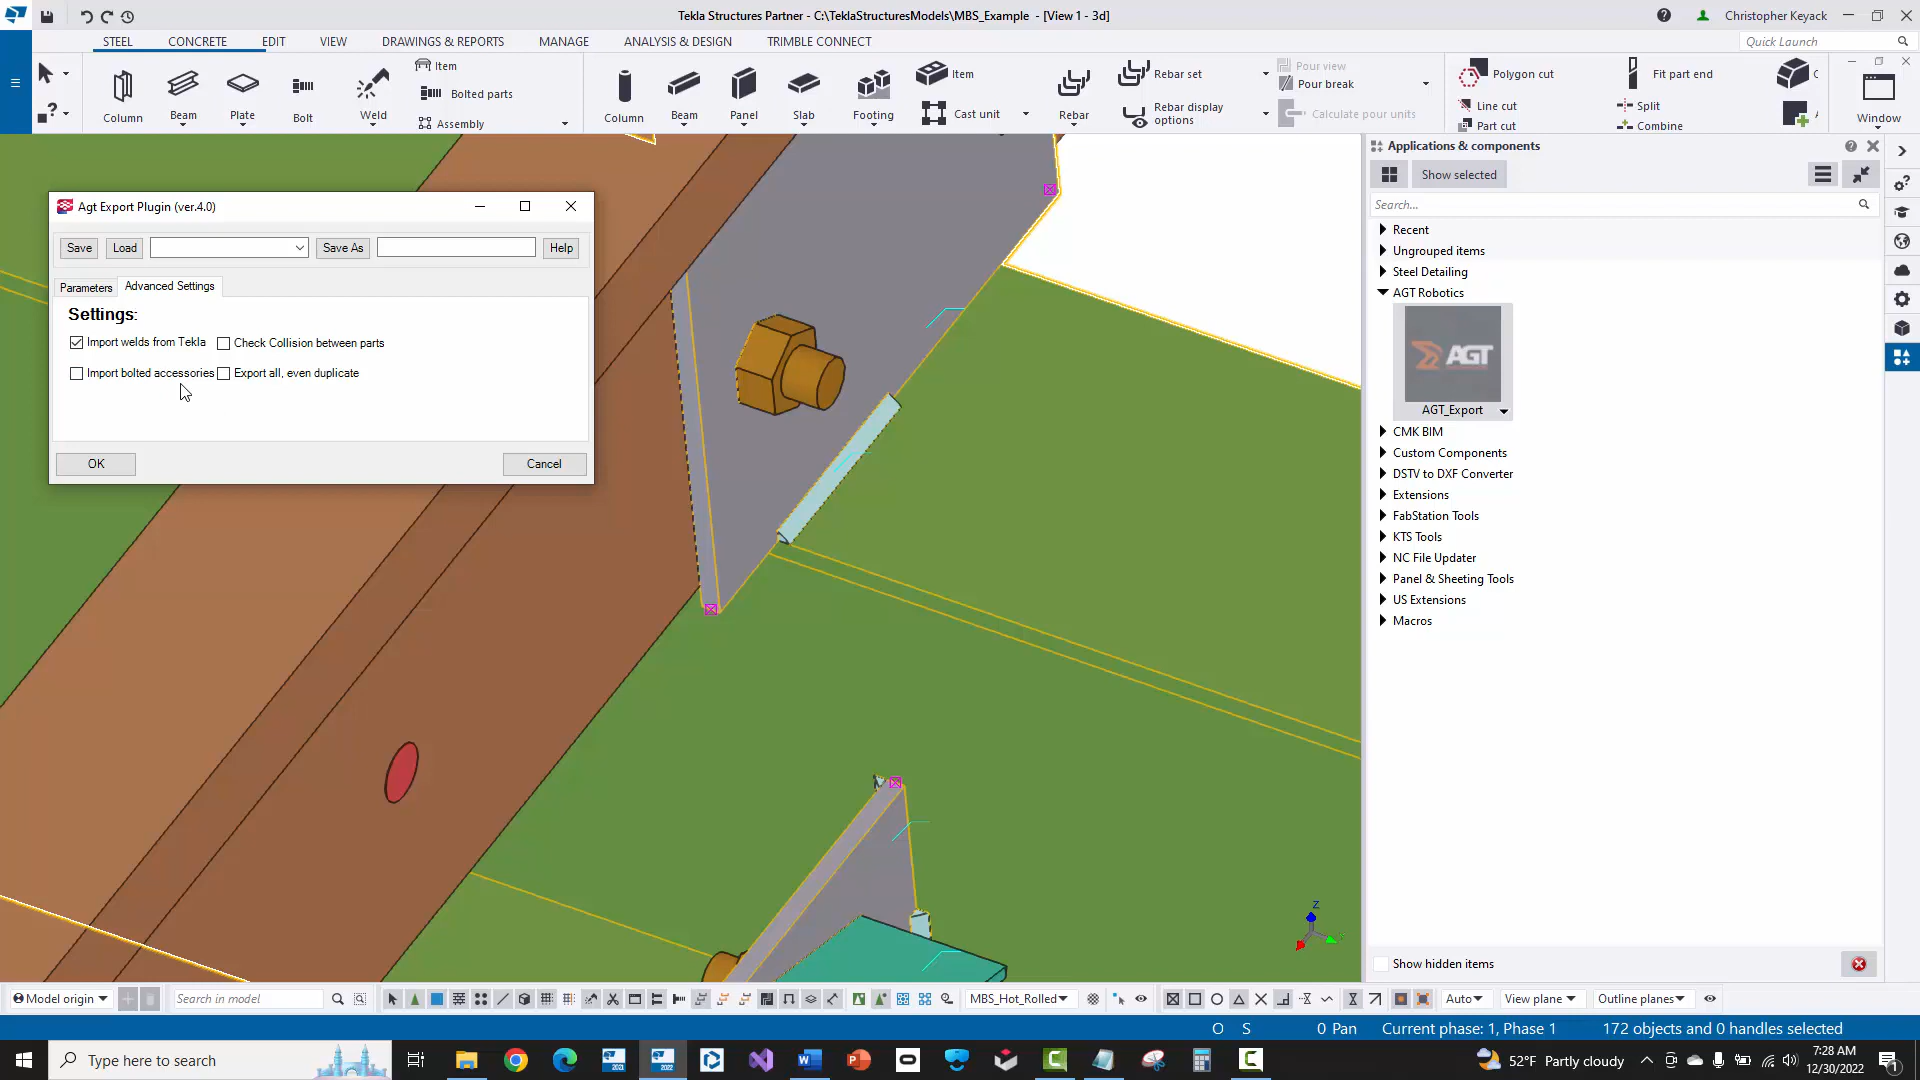 Tekla Structures Partner - C:\TeklaStructuresModels\MBS_Example - [View 1 - 3d]
Christopher Keyack
STEEL CONCRETE EDIT VIEW DRAWINGS & REPORTS MANAGE ANALYSIS & DESIGN TRIMBLE CONNECT
Quick Launch
Column
Beam
Plate
Bolt
Weld
Item
Bolted parts
Assembly
Column
Beam
Panel
Slab
Footing
Item
Cast unit
Rebar
Rebar set
Rebar display
options
Pour view
Pour break
Calculate pour units
Polygon cut
Line cut
Part cut
Fit part end
Split
Combine
Window
Agt Export Plugin (ver.4.0)
Save Load Save As Help
Parameters Advanced Settings
Settings:
Import welds from Tekla Check Collision between parts
Import bolted accessories Export all, even duplicate
OK Cancel
Applications & components
Show selected
Search...
Recent
Ungrouped items
Steel Detailing
AGT Robotics
AGT
AGT_Export
CMK BIM
Custom Components
DSTV to DXF Converter
Extensions
FabStation Tools
KTS Tools
NC File Updater
Panel & Sheeting Tools
US Extensions
Macros
Z
Show hidden items
Model origin
Search in model
MBS_Hot_Rolled
Auto
View plane
Outline planes
O S 0 Pan Current phase: 1, Phase 1 172 objects and 0 handles selected
Type here to search
2021
2022
52°F Partly cloudy
7:28 AM
12/30/2022
1